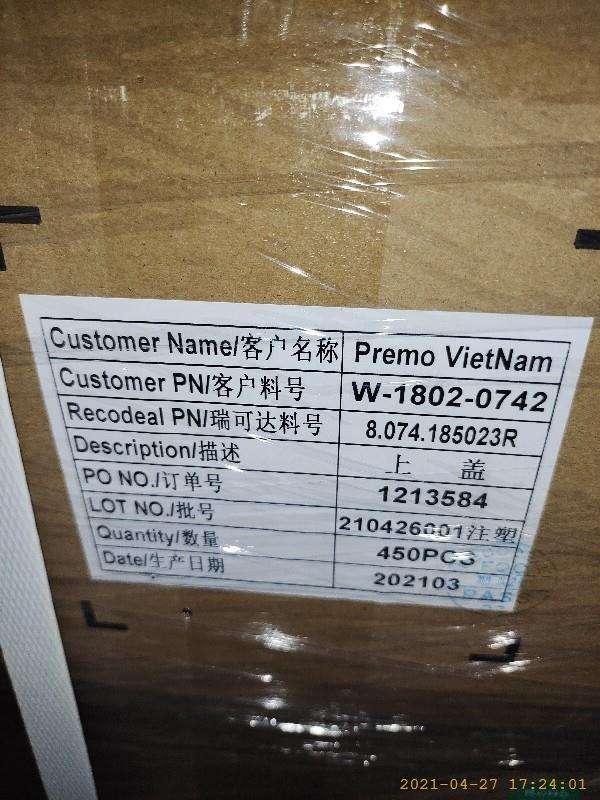 Customer Name/客户名称 Premo VietNam
Customer PN/客户料号 W-1802-0742
Recodeal PN/瑞可达料号 8.074.185023R
Description/描述 上 盖
PO NO./订单号 1213584
LOT NO./批号 210426001注塑
Quantity/数量 450PCS
Date/生产日期 202103
PAS
2021-04-27 17:24:01